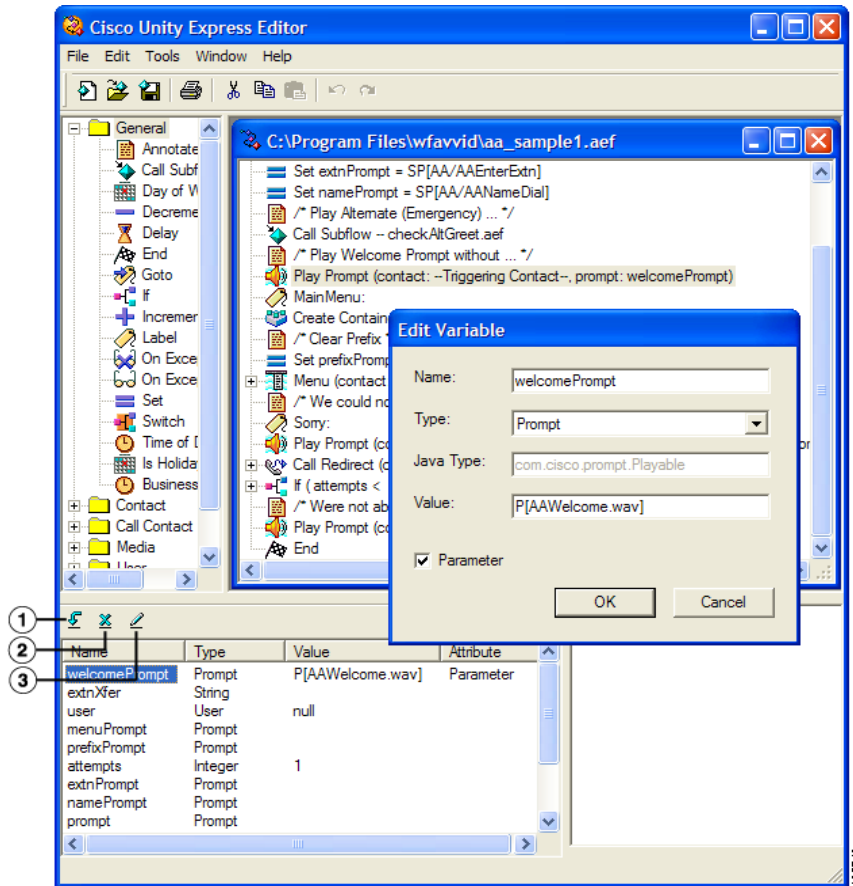 Cisco Unity Express Editor
File Edit Tools Window Help
General
Annotate
Call Subf
Day of W
Decreme
Delay
End
Goto
If
Incremer
Label
On Exce
On Exce
Set
Switch
Time of D
Is Holida
Business
Contact
Call Contact
Media
User
C:\Program Files\wfavvid\aa_sample1.aef
Set extnPrompt = SP[AA/AAEnterExtn]
Set namePrompt = SP[AA/AANameDial]
/* Play Alternate (Emergency) ... */
Call Subflow -- checkAltGreet.aef
/* Play Welcome Prompt without ... */
Play Prompt (contact: --Triggering Contact--, prompt: welcomePrompt)
MainMenu:
Create Contain
/* Clear Prefix
Set prefixPromp
Menu (contact
/* We could no
Sorry:
Play Prompt (co
Call Redirect (c
If ( attempts <
/* Were not ab
Play Prompt (co
End
or
Edit Variable
Name: welcomePrompt
Type: Prompt
Java Type: com.cisco.prompt.Playable
Value: P[AAWelcome.wav]
Parameter
OK Cancel
1
2
3
Name Type Value Attribute
welcomePrompt Prompt P[AAWelcome.wav] Parameter
extnXfer String
user User null
menuPrompt Prompt
prefixPrompt Prompt
attempts Integer 1
extnPrompt Prompt
namePrompt Prompt
prompt Prompt